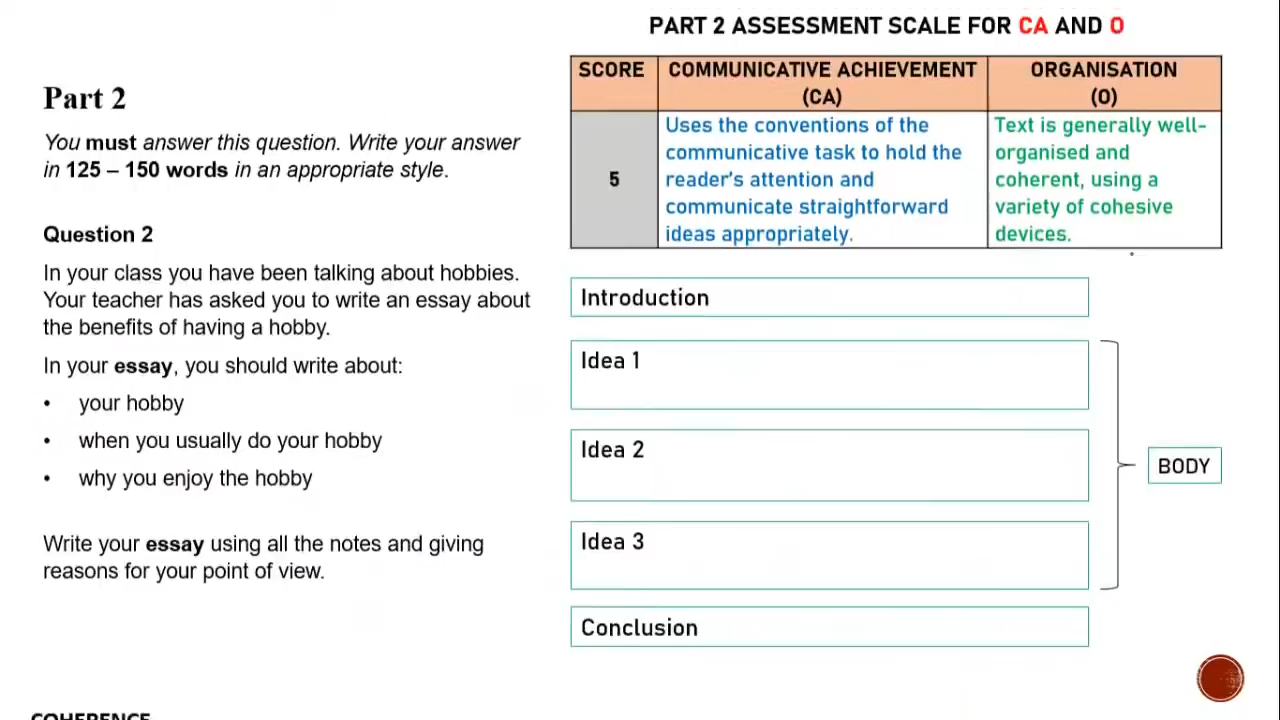 PART 2 ASSESSMENT SCALE FOR CA AND O
Part 2
You must answer this question. Write your answer
in 125 – 150 words in an appropriate style.
Question 2
In your class you have been talking about hobbies.
Your teacher has asked you to write an essay about
the benefits of having a hobby.
In your essay, you should write about:
• your hobby
• when you usually do your hobby
• why you enjoy the hobby
Write your essay using all the notes and giving
reasons for your point of view.
SCORE
COMMUNICATIVE ACHIEVEMENT
(CA)
ORGANISATION
(O)
5
Uses the conventions of the
communicative task to hold the
reader's attention and
communicate straightforward
ideas appropriately.
Text is generally well-
organised and
coherent, using a
variety of cohesive
devices.
Introduction
Idea 1
Idea 2
Idea 3
BODY
Conclusion
COHERENCE